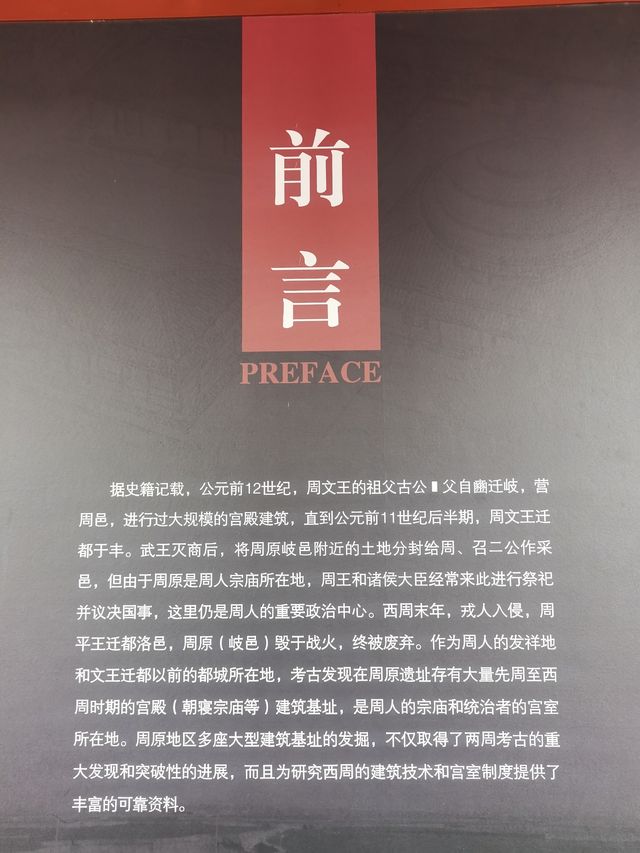 前
言
PREFACE
据史籍记载，公元前12世纪，周文王的祖父古公▮父自豳迁岐，营
周邑，进行过大规模的宫殿建筑，直到公元前11世纪后半期，周文王迁
都于丰。武王灭商后，将周原岐邑附近的土地分封给周、召二公作采
邑，但由于周原是周人宗庙所在地，周王和诸侯大臣经常来此进行祭祀
并议决国事，这里仍是周人的重要政治中心。西周末年，戎人入侵，周
平王迁都洛邑，周原（岐邑）毁于战火，终被废弃。作为周人的发祥地
和文王迁都以前的都城所在地，考古发现在周原遗址存有大量先周至西
周时期的宫殿（朝寝宗庙等）建筑基址，是周人的宗庙和统治者的宫室
所在地。周原地区多座大型建筑基址的发掘，不仅取得了两周考古的重
大发现和突破性的进展，而且为研究西周的建筑技术和宫室制度提供了
丰富的可靠资料。